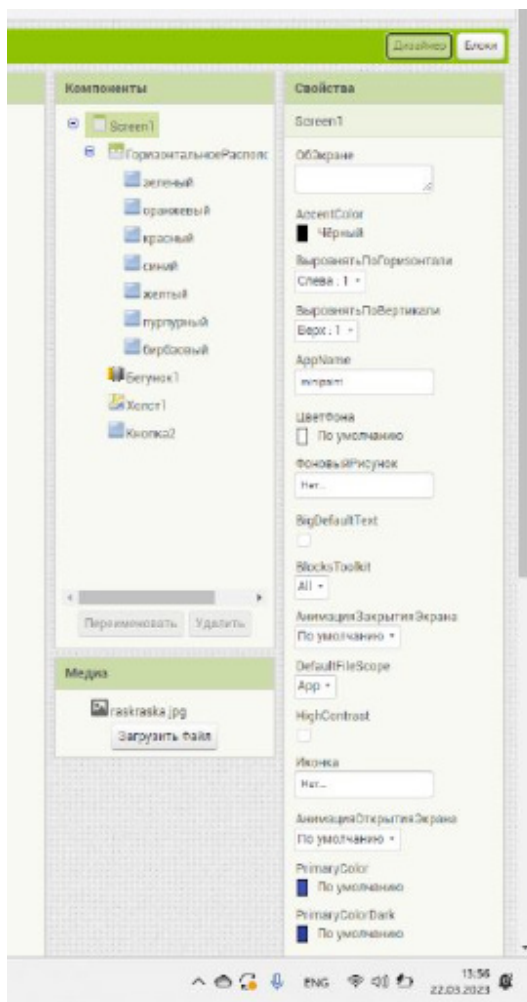 Дизайнер Блоки
Компоненты
Screen1
ГоризонтальноеРасполо
зеленый
оранжевый
красный
синий
желтый
пурпурный
бирбюзовый
Бегунок1
Холст1
Кнопка2
Переименовать Удалить
Медиа
raskraska.jpg
Загрузить Файл
Свойства
Screen1
ОбЭкране
AccentColor
Чёрный
ВыровнятьПоГоризонтали
Слева : 1
ВыровнятьПоВертикали
Верх : 1
AppName
minipaint
ЦветФона
По умолчанию
ФоновыйРисунок
Нет...
BigDefaultText
BlocksToolkit
All
АнимацияЗакрытияЭкрана
По умолчанию
DefaultFileScope
App
HighContrast
Иконка
Нет...
АнимацияОткрытияЭкрана
По умолчанию
PrimaryColor
По умолчанию
PrimaryColorDark
По умолчанию
ENG
13:56
22.03.2023